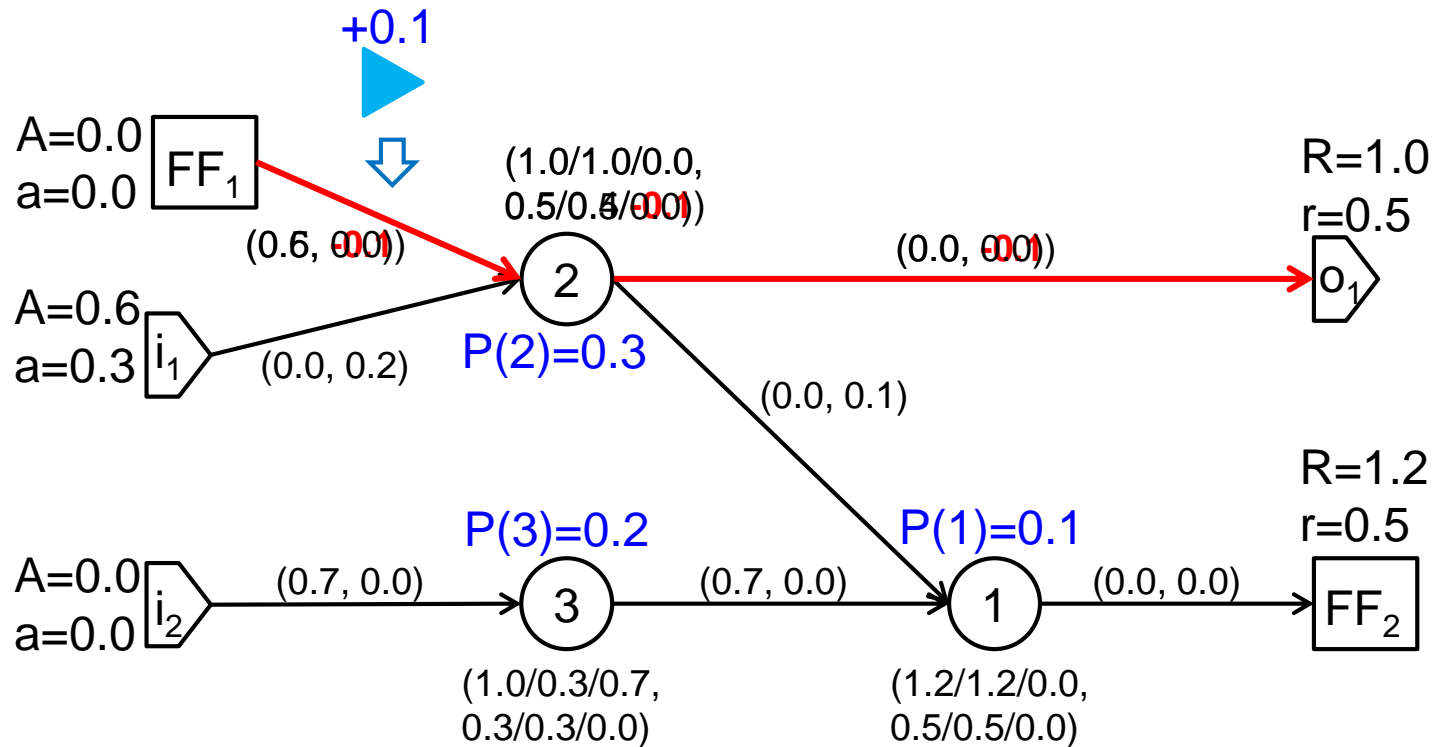 +0.1
A=0.0
a=0.0
FF1
(1.0/1.0/0.0,
R=1.0
r=0.5
2
o1
A=0.6
a=0.3
i1
(0.0, 0.2)
P(2)=0.3
(0.0, 0.1)
R=1.2
r=0.5
P(3)=0.2
P(1)=0.1
A=0.0
a=0.0
i2
(0.7, 0.0)
3
(0.7, 0.0)
1
(0.0, 0.0)
FF2
(1.0/0.3/0.7,
0.3/0.3/0.0)
(1.2/1.2/0.0,
0.5/0.5/0.0)